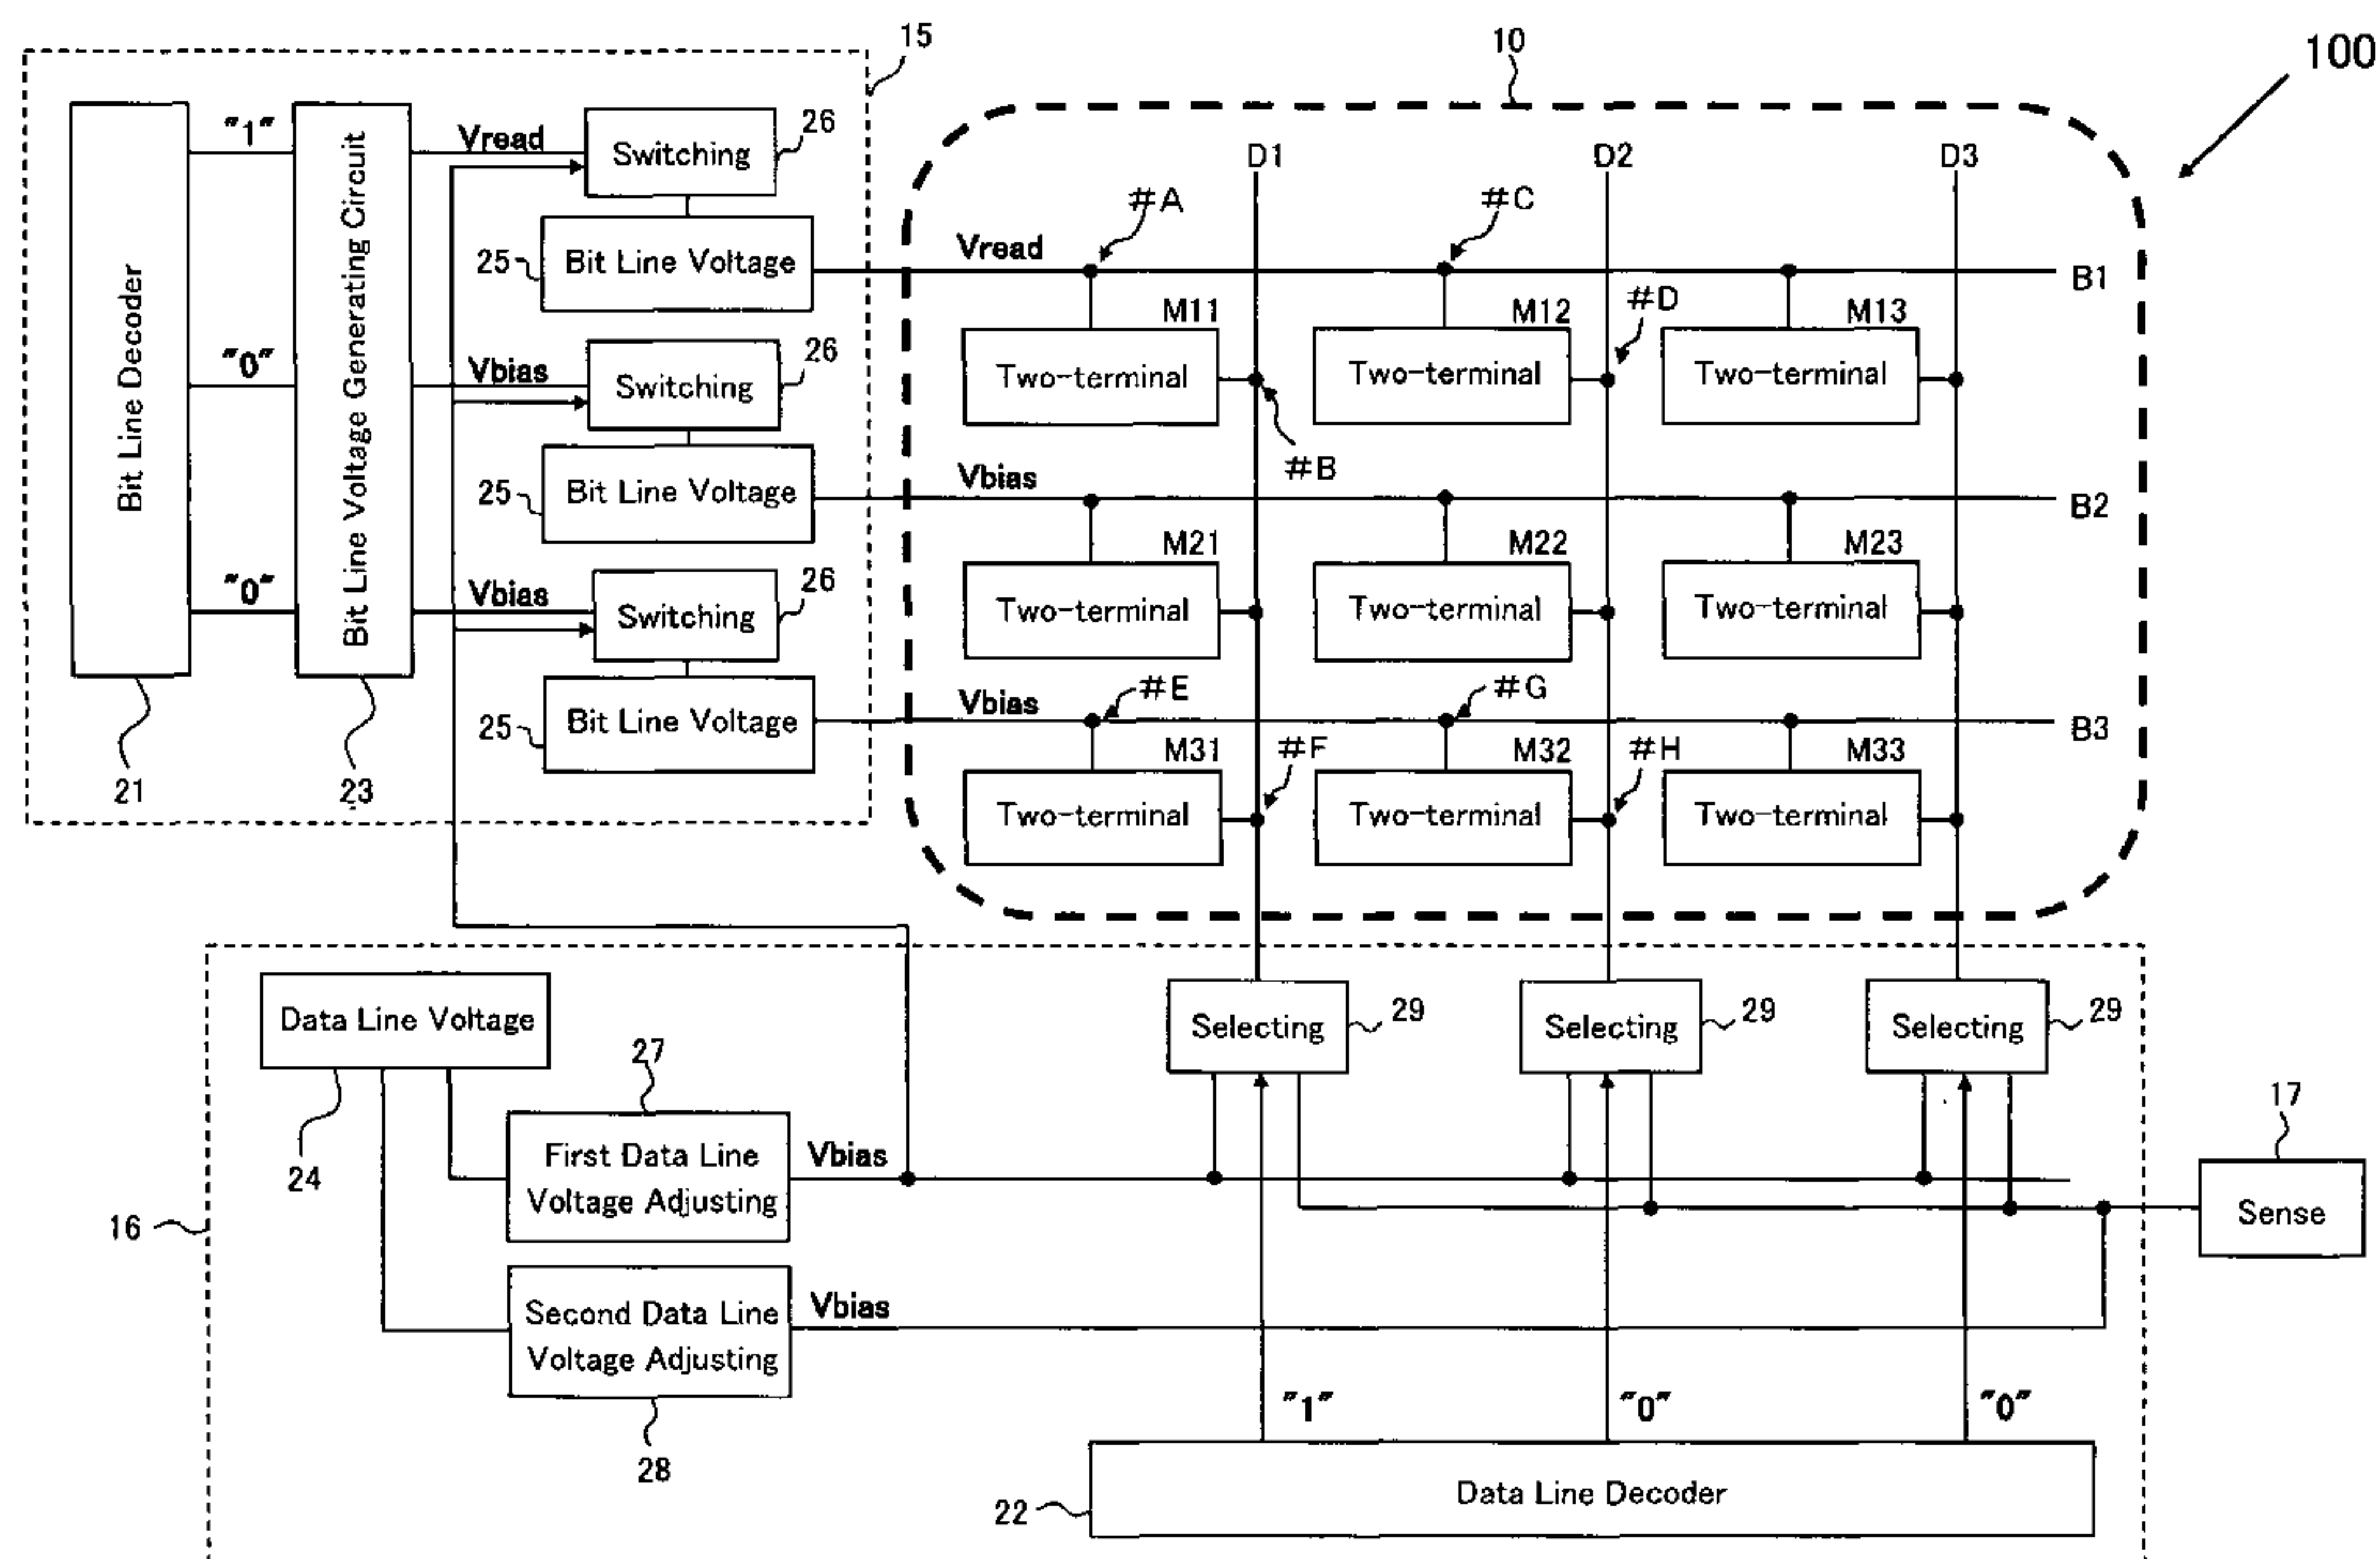 15
10
100
"1"
Vread
Switching
26
D1
D2
D3
#A
#C
Bit Line Decoder
Bit Line Voltage Generating Circuit
25
Bit Line Voltage
Vread
B1
M11
M12
#D
M13
"0"
Vbias
Switching
26
Two-terminal
Two-terminal
Two-terminal
#B
25
Bit Line Voltage
Vbias
B2
M21
M22
M23
"0"
Vbias
Switching
26
Two-terminal
Two-terminal
Two-terminal
25
Bit Line Voltage
Vbias
#E
#G
B3
M31
#F
M32
#H
M33
21
23
Two-terminal
Two-terminal
Two-terminal
Data Line Voltage
Selecting
29
Selecting
29
Selecting
29
24
27
First Data Line
Voltage Adjusting
Vbias
17
Sense
16
Second Data Line
Voltage Adjusting
Vbias
28
"1"
"0"
"0"
22
Data Line Decoder